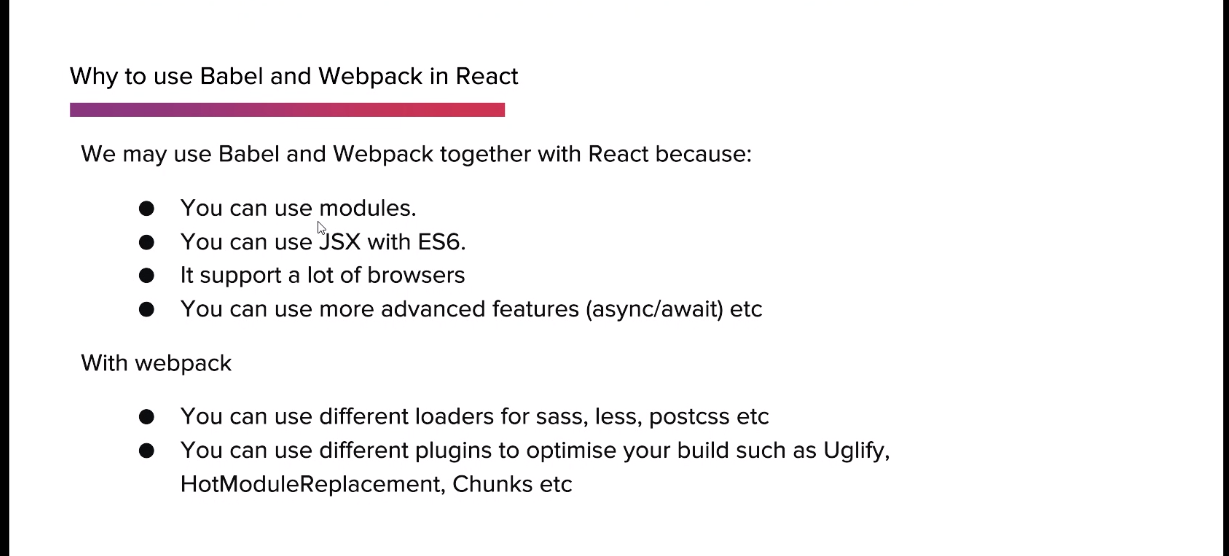 Why to use Babel and Webpack in React
We may use Babel and Webpack together with React because:
● You can use modules.
● You can use JSX with ES6.
● It support a lot of browsers
● You can use more advanced features (async/await) etc
With webpack
● You can use different loaders for sass, less, postcss etc
● You can use different plugins to optimise your build such as Uglify,
HotModuleReplacement, Chunks etc